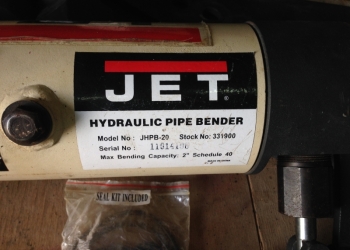 JET®
HYDRAULIC PIPE BENDER
Model No : JHPB-20 Stock No: 331900
Serial No :
Max Bending Capacity: 2" Schedule 40
SEAL KIT INCLUDED